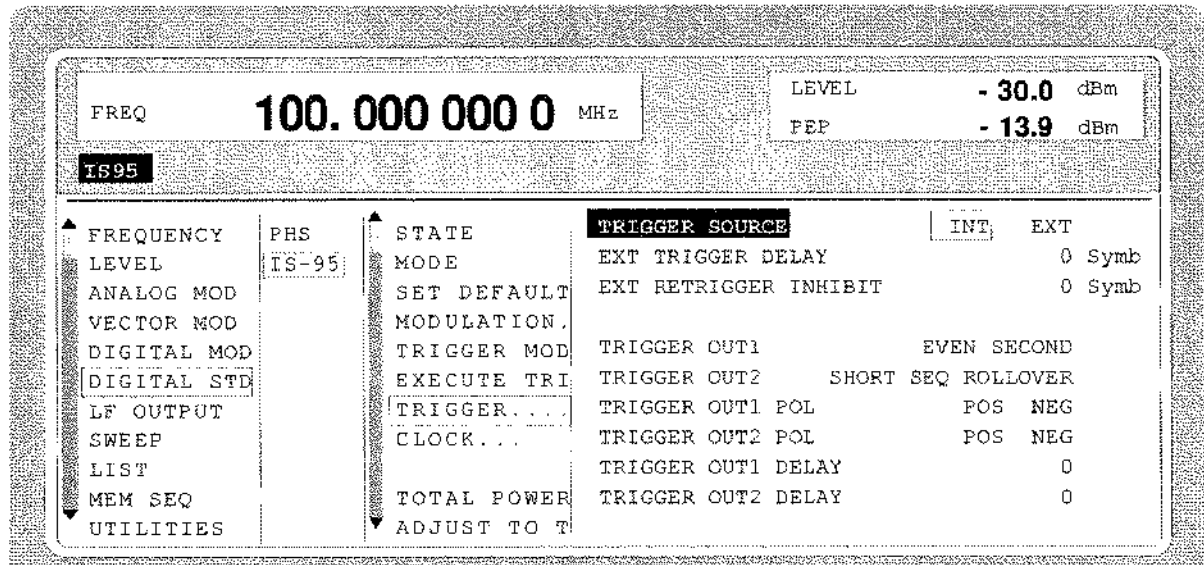 FREQ 100. 000 000 0 MHz
LEVEL - 30.0 dBm
PEP - 13.9 dBm
IS95
FREQUENCY
LEVEL
ANALOG MOD
VECTOR MOD
DIGITAL MOD
DIGITAL STD
LF OUTPUT
SWEEP
LIST
MEM SEQ
UTILITIES
PHS
IS-95
STATE
MODE
SET DEFAULT
MODULATION.
TRIGGER MOD
EXECUTE TRI
TRIGGER....
CLOCK...
TOTAL POWER
ADJUST TO T
TRIGGER SOURCE INT EXT
EXT TRIGGER DELAY 0 Symb
EXT RETRIGGER INHIBIT 0 Symb
TRIGGER OUT1 EVEN SECOND
TRIGGER OUT2 SHORT SEQ ROLLOVER
TRIGGER OUT1 POL POS NEG
TRIGGER OUT2 POL POS NEG
TRIGGER OUT1 DELAY 0
TRIGGER OUT2 DELAY 0